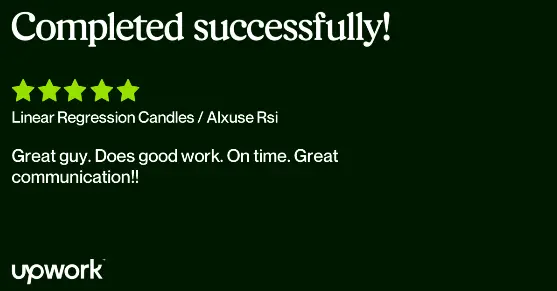 Completed successfully!
Linear Regression Candles / Alxuse Rsi
Great guy. Does good work. On time. Great
communication!!
upwork